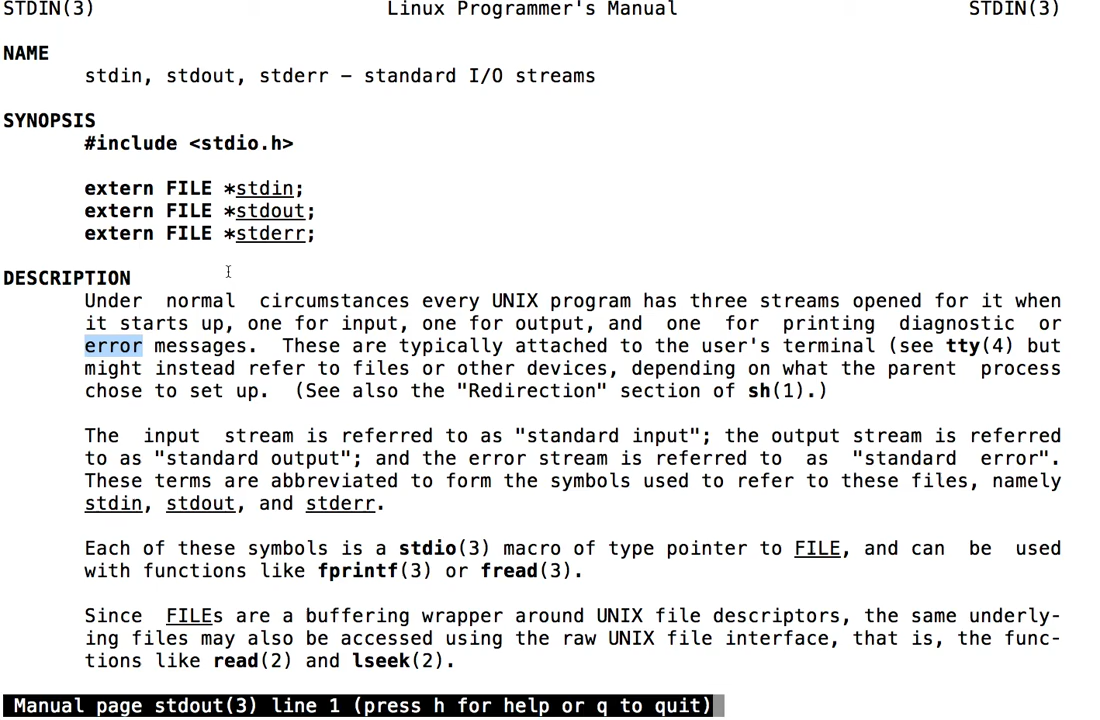 STDIN(3) Linux Programmer's Manual STDIN(3)
NAME
stdin, stdout, stderr - standard I/O streams
SYNOPSIS
#include <stdio.h>
extern FILE *stdin;
extern FILE *stdout;
extern FILE *stderr;
DESCRIPTION
Under normal circumstances every UNIX program has three streams opened for it when
it starts up, one for input, one for output, and one for printing diagnostic or
error messages. These are typically attached to the user's terminal (see tty(4) but
might instead refer to files or other devices, depending on what the parent process
chose to set up. (See also the "Redirection" section of sh(1).)
The input stream is referred to as "standard input"; the output stream is referred
to as "standard output"; and the error stream is referred to as "standard error".
These terms are abbreviated to form the symbols used to refer to these files, namely
stdin, stdout, and stderr.
Each of these symbols is a stdio(3) macro of type pointer to FILE, and can be used
with functions like fprintf(3) or fread(3).
Since FILEs are a buffering wrapper around UNIX file descriptors, the same underly-
ing files may also be accessed using the raw UNIX file interface, that is, the func-
tions like read(2) and lseek(2).
Manual page stdout(3) line 1 (press h for help or q to quit)